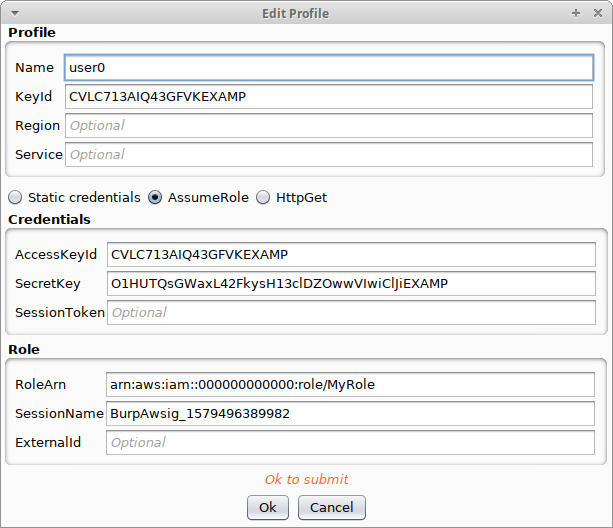 Edit Profile
Profile
Name user0
KeyId CVLC713AIQ43GFVKEXAMP
Region Optional
Service Optional
Static credentials AssumeRole HttpGet
Credentials
AccessKeyId CVLC713AIQ43GFVKEXAMP
SecretKey O1HUTQsGWaxL42FkysH13clDZOwwVIwiClJiEXAMP
SessionToken Optional
Role
RoleArn arn:aws:iam::000000000000:role/MyRole
SessionName BurpAwsig_1579496389982
ExternalId Optional
Ok to submit
Ok Cancel